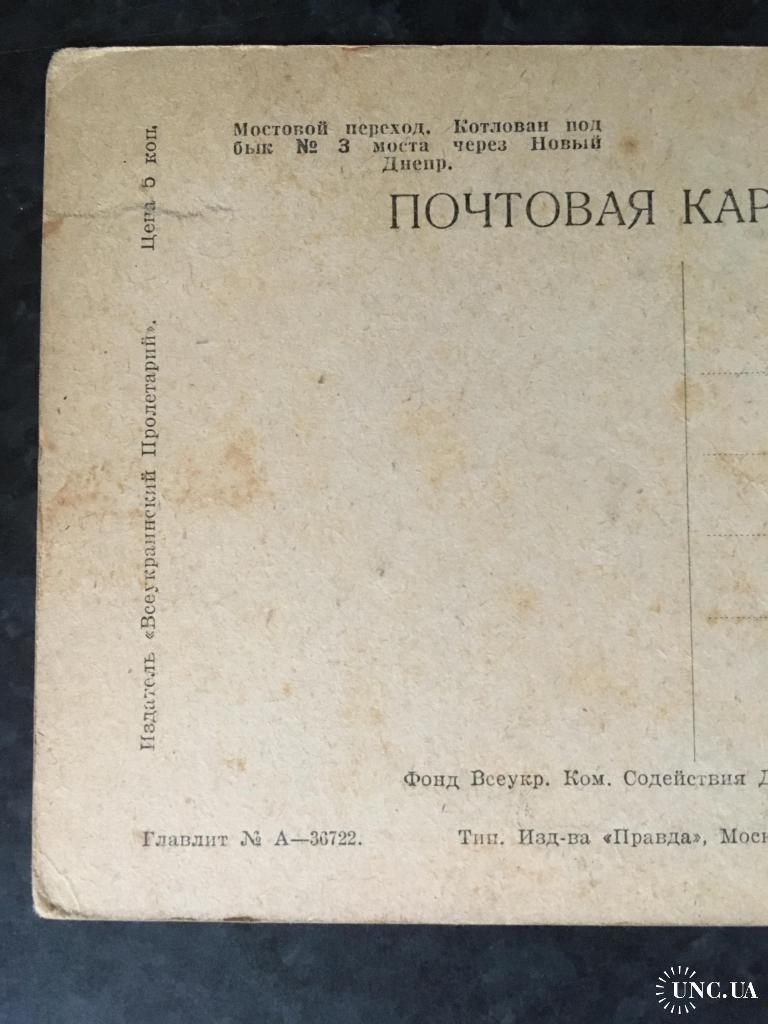 Мостовой переход. Котлован под
бык № 3 моста через Новый
Днепр.
ПОЧТОВАЯ КАР
Издатель «Всеукраинский Пролетарий». Цена 5 коп.
Фонд Всеукр. Ком. Содействия Д
Главлит № А—36722. Тип. Изд-ва «Правда», Моск
UNC.UA